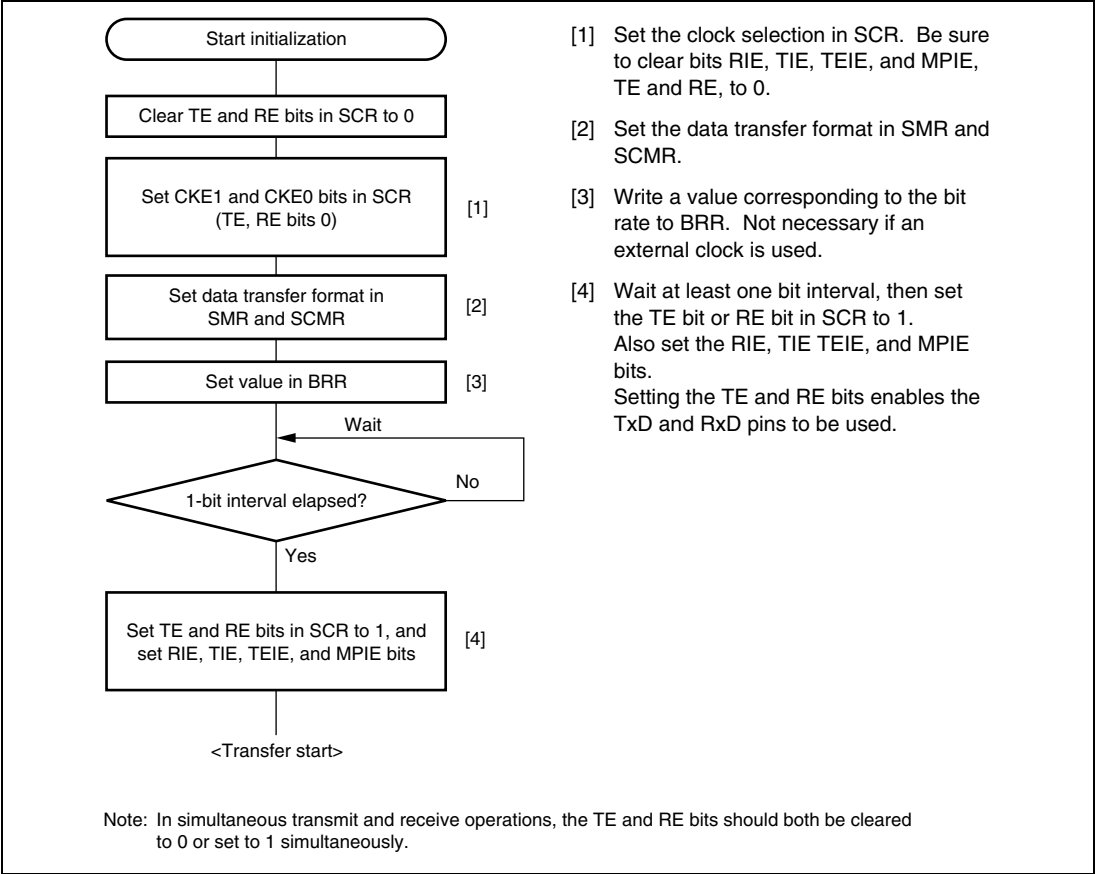 Start initialization
Clear TE and RE bits in SCR to 0
Set CKE1 and CKE0 bits in SCR
(TE, RE bits 0)
[1]
Set data transfer format in
SMR and SCMR
[2]
Set value in BRR
[3]
Wait
No
1-bit interval elapsed?
Yes
Set TE and RE bits in SCR to 1, and
set RIE, TIE, TEIE, and MPIE bits
[4]
<Transfer start>
[1] Set the clock selection in SCR. Be sure
to clear bits RIE, TIE, TEIE, and MPIE,
TE and RE, to 0.
[2] Set the data transfer format in SMR and
SCMR.
[3] Write a value corresponding to the bit
rate to BRR. Not necessary if an
external clock is used.
[4] Wait at least one bit interval, then set
the TE bit or RE bit in SCR to 1.
Also set the RIE, TIE TEIE, and MPIE
bits.
Setting the TE and RE bits enables the
TxD and RxD pins to be used.
Note: In simultaneous transmit and receive operations, the TE and RE bits should both be cleared
to 0 or set to 1 simultaneously.